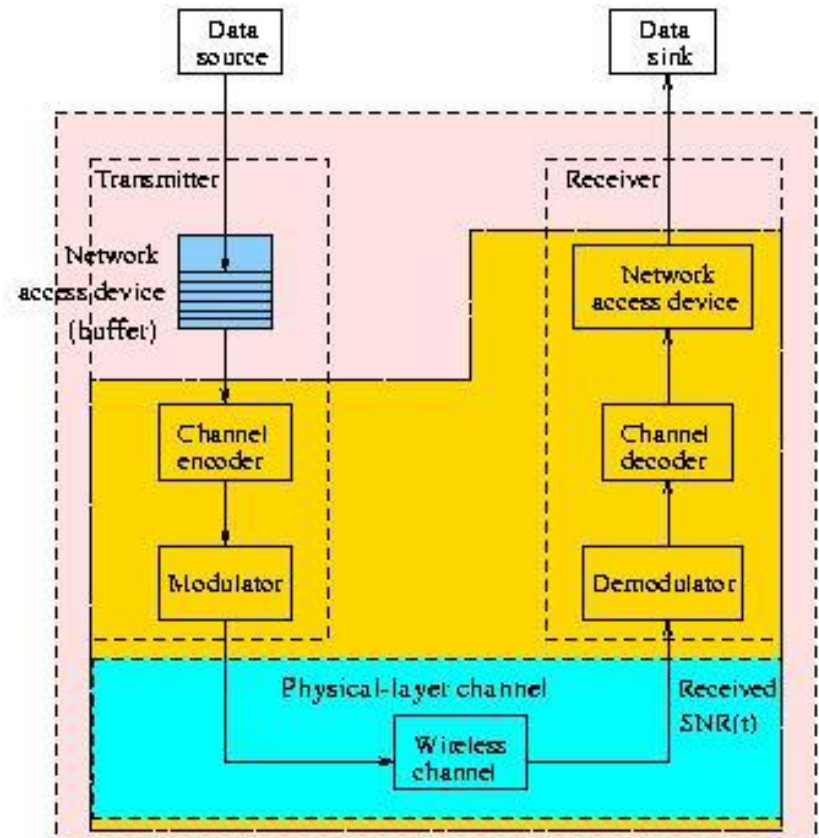 Data
source
Data
sink
Transmitter
Receiver
Network
access device
(buffer)
Network
access device
Channel
encoder
Channel
decoder
Modulator
Demodulator
Physical-layer channel
Received
SNR(t)
Wireless
channel